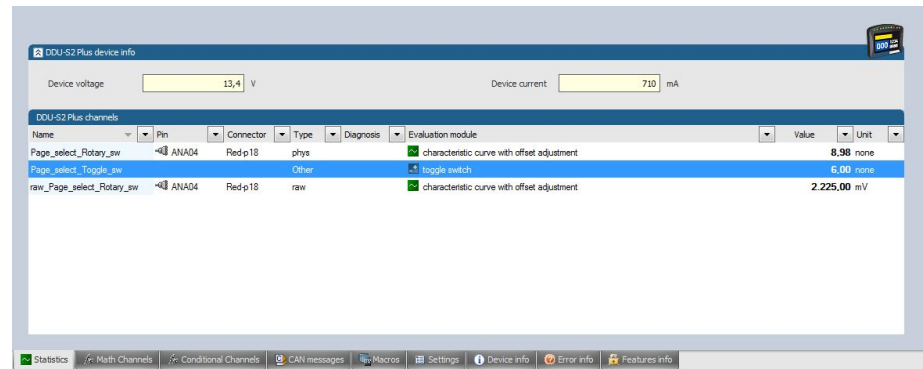 DDU-S2 Plus device info
Device voltage 13,4 V Device current 710 mA
DDU-S2 Plus channels
Name Pin Connector Type Diagnosis Evaluation module Value Unit
Page_select_Rotary_sw ANA04 Red-p18 phys characteristic curve with offset adjustment 8,98 none
Page_select_Toggle_sw Other toggle switch 6,00 none
raw_Page_select_Rotary_sw ANA04 Red-p18 raw characteristic curve with offset adjustment 2.225,00 mV
Statistics Math Channels Conditional Channels CAN messages Macros Settings Device info Error info Features info